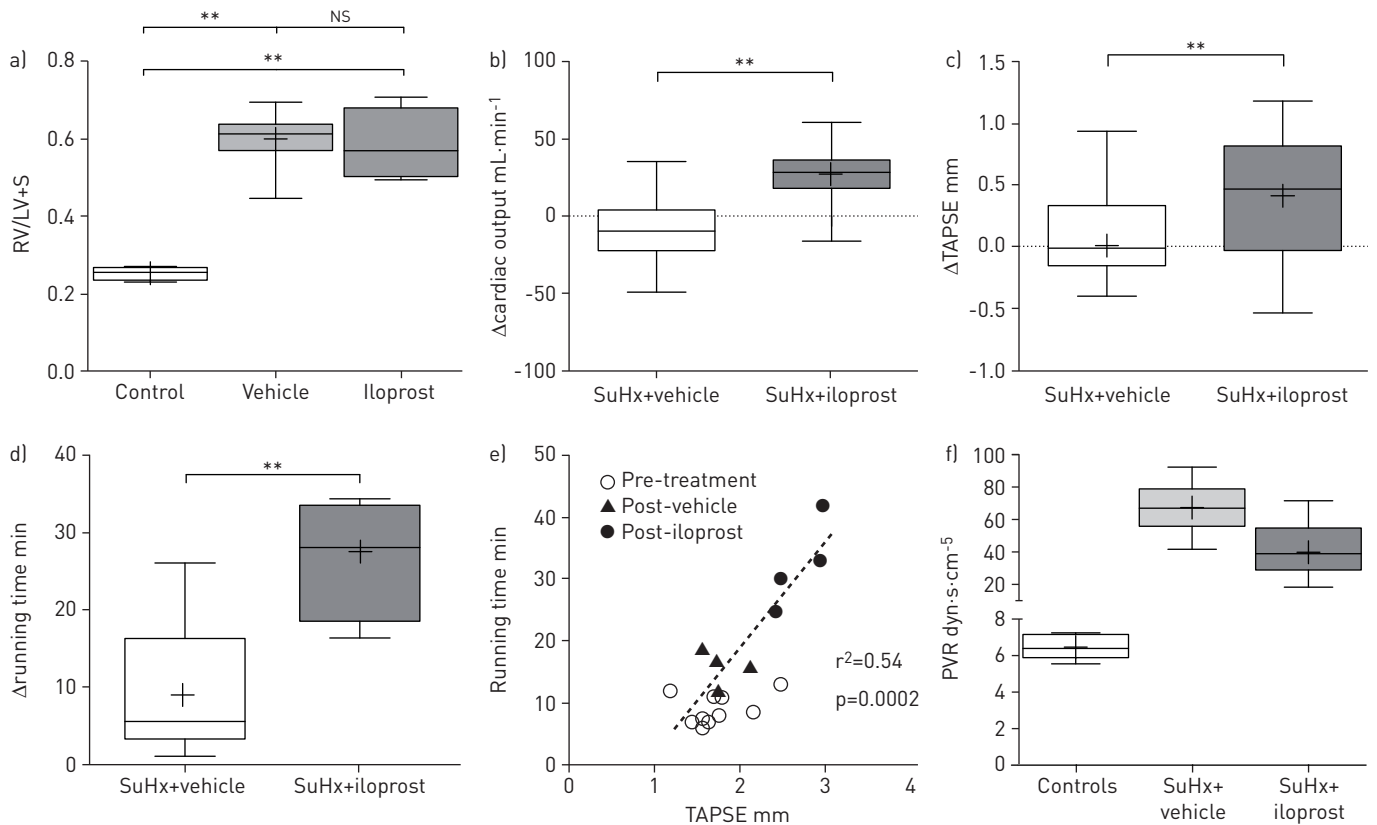 a)
**
NS
**
RV/LV+S
0.8
0.6
0.4
0.2
0.0
Control
Vehicle
Iloprost
b)
**
Δcardiac output mL·min-1
100
50
0
-50
-100
SuHx+vehicle
SuHx+iloprost
c)
**
ΔTAPSE mm
1.5
1.0
0.5
0.0
-0.5
-1.0
SuHx+vehicle
SuHx+iloprost
d)
**
Δrunning time min
40
30
20
10
0
SuHx+vehicle
SuHx+iloprost
e)
Running time min
50
40
30
20
10
0
Pre-treatment
Post-vehicle
Post-iloprost
r2=0.54
p=0.0002
0
1
2
3
4
TAPSE mm
f)
PVR dyn·s·cm-5
100
80
60
40
20
8
6
4
2
0
Controls
SuHx+
vehicle
SuHx+
iloprost